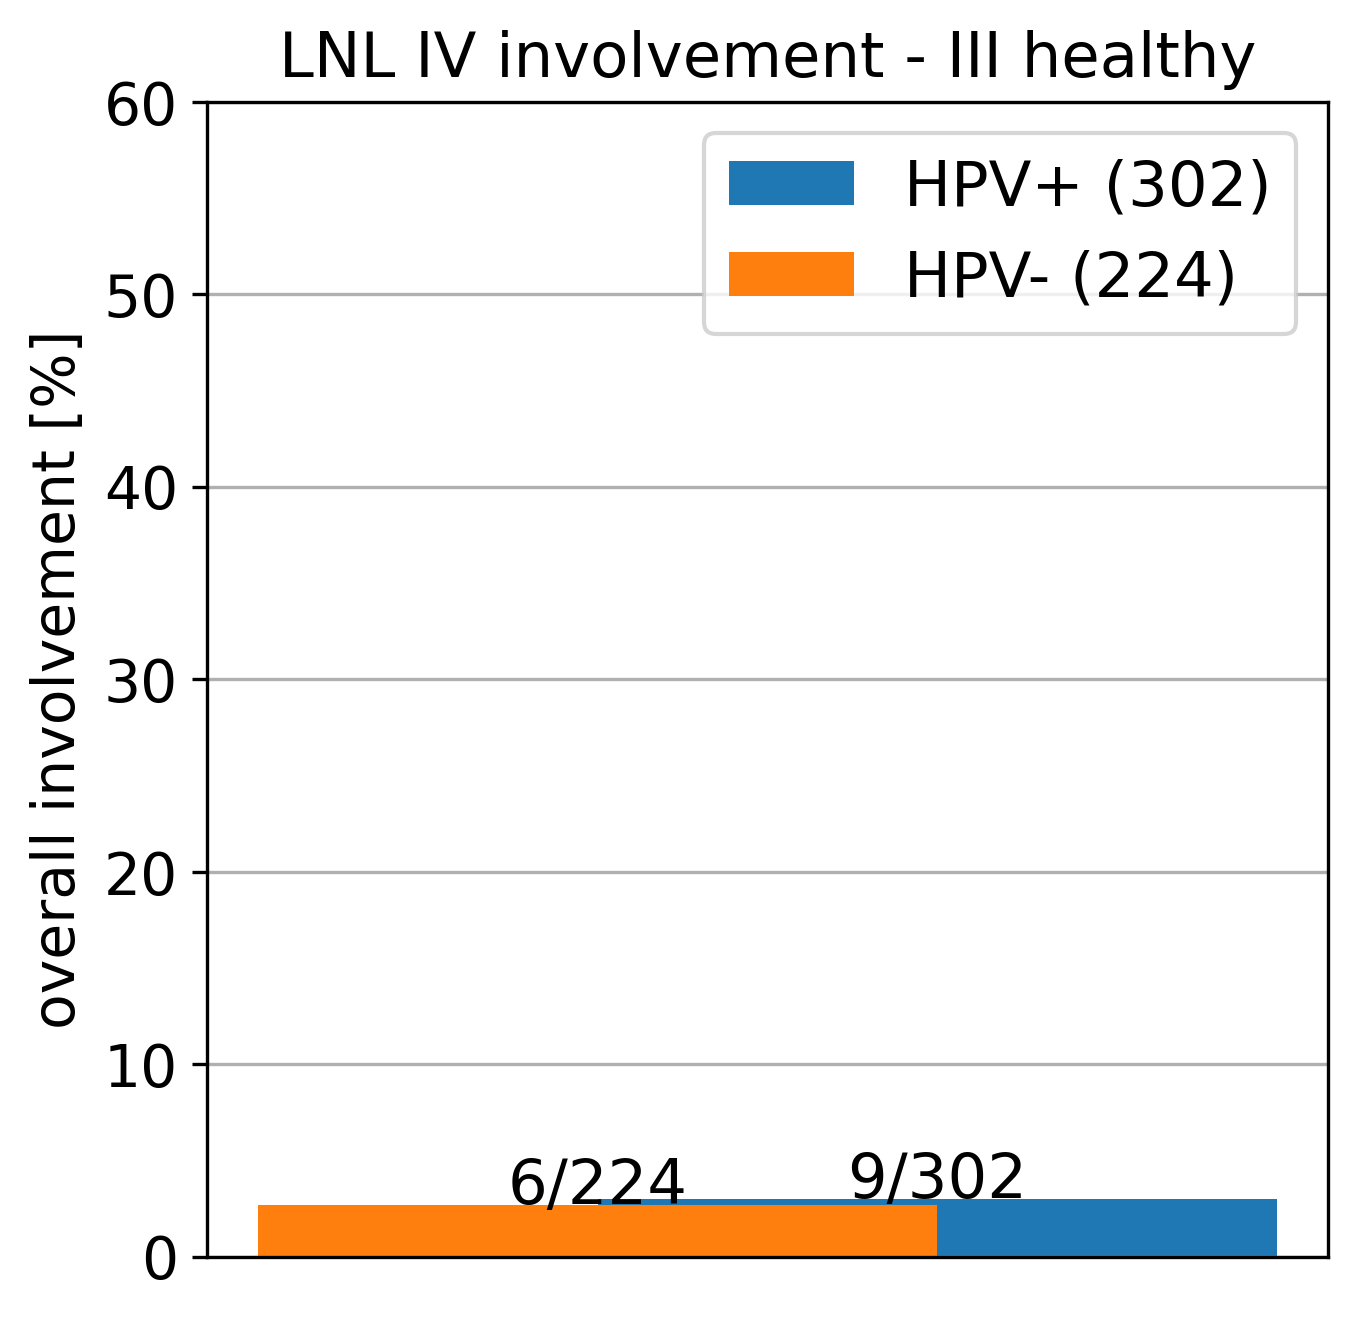 LNL IV involvement - III healthy
60
50
40
30
20
10
0
overall involvement [%]
HPV+ (302)
HPV- (224)
6/224
9/302